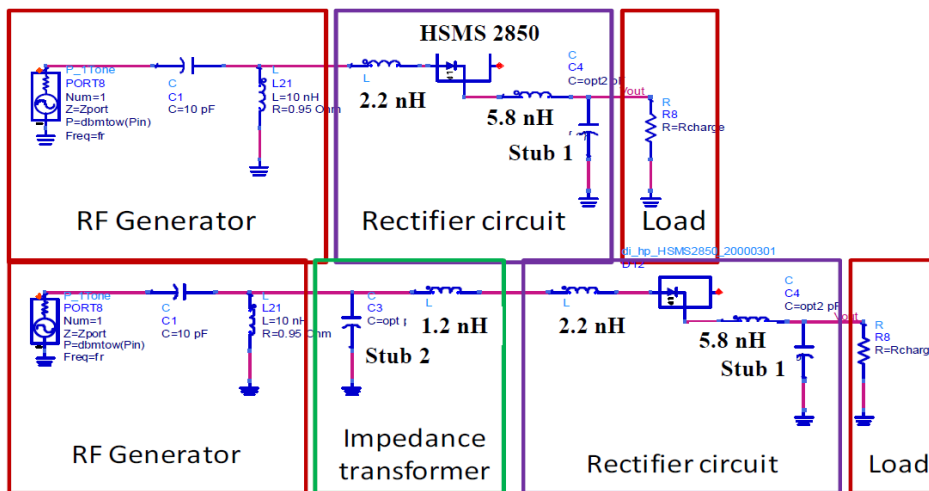 P_1Tone
PORT8
Num=1
Z=Zport
P=dbmtow(Pin)
Freq=fr
C
C1
C=10 pF
L
L21
L=10 nH
R=0.95 Ohm
RF Generator
L
2.2 nH
HSMS 2850
5.8 nH
C
C4
C=opt2 pF
Stub 1
Rectifier circuit
Vout
R
R8
R=Rcharge
Load
P_1Tone
PORT8
Num=1
Z=Zport
P=dbmtow(Pin)
Freq=fr
C
C1
C=10 pF
L
L21
L=10 nH
R=0.95 Ohm
RF Generator
C
C3
C=opt
Stub 2
L
1.2 nH
Impedance
transformer
L
2.2 nH
di_hp_HSMS2850_20000301
D12
5.8 nH
C
C4
C=opt2 pF
Stub 1
Rectifier circuit
Vout
R
R8
R=Rcharge
Load